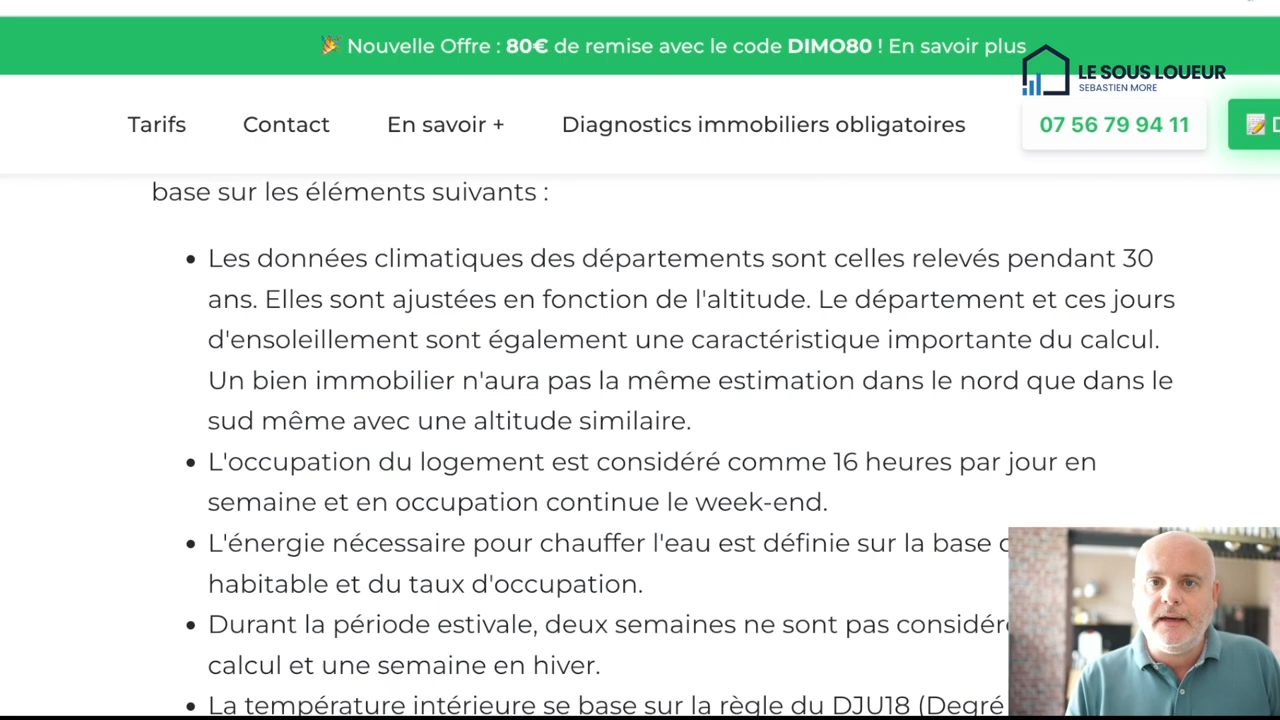 🎉 Nouvelle Offre : 80€ de remise avec le code DIMO80 ! En savoir plus
LE SOUS LOUEUR
SEBASTIEN MORE
Tarifs Contact En savoir + Diagnostics immobiliers obligatoires 07 56 79 94 11
base sur les éléments suivants :
• Les données climatiques des départements sont celles relevés pendant 30
ans. Elles sont ajustées en fonction de l'altitude. Le département et ces jours
d'ensoleillement sont également une caractéristique importante du calcul.
Un bien immobilier n'aura pas la même estimation dans le nord que dans le
sud même avec une altitude similaire.
• L'occupation du logement est considéré comme 16 heures par jour en
semaine et en occupation continue le week-end.
• L'énergie nécessaire pour chauffer l'eau est définie sur la base
habitable et du taux d'occupation.
• Durant la période estivale, deux semaines ne sont pas
calcul et une semaine en hiver.
• La température intérieure se base sur la règle du DJU18 (Degré